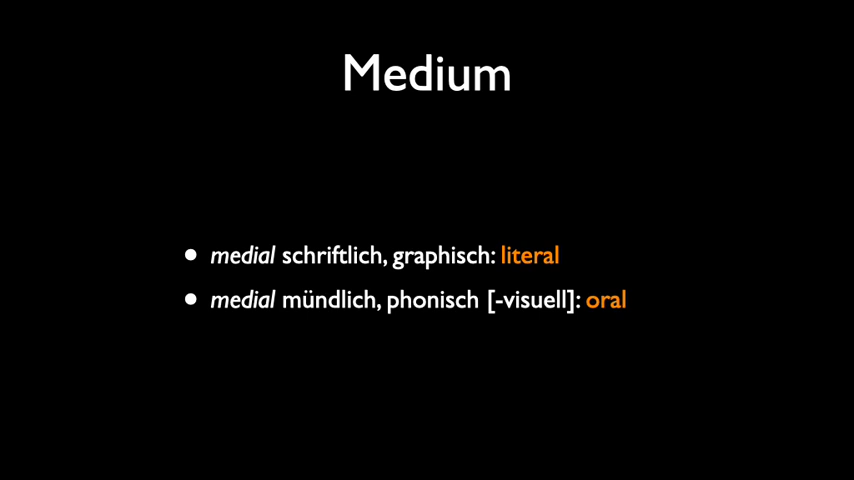 Medium
• medial schriftlich, graphisch: literal
• medial mündlich, phonisch [-visuell]: oral